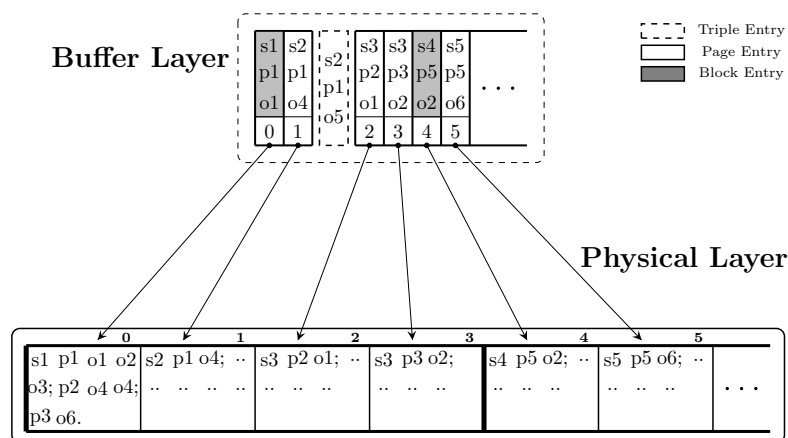 Buffer Layer
s1 s2 s2 s3 s3 s4 s5
p1 p1 p1 p2 p3 p5 p5
o1 o4 o5 o1 o2 o2 o6 ...
0 1 2 3 4 5
Triple Entry
Page Entry
Block Entry
Physical Layer
0 1 2 3 4 5
s1 p1 o1 o2 s2 p1 o4; .. s3 p2 o1; .. s3 p3 o2; s4 p5 o2; .. s5 p5 o6; ..
o3; p2 o4 o4; .. .. .. .. .. .. .. .. .. .. .. .. .. .. .. .. ...
p3 o6.